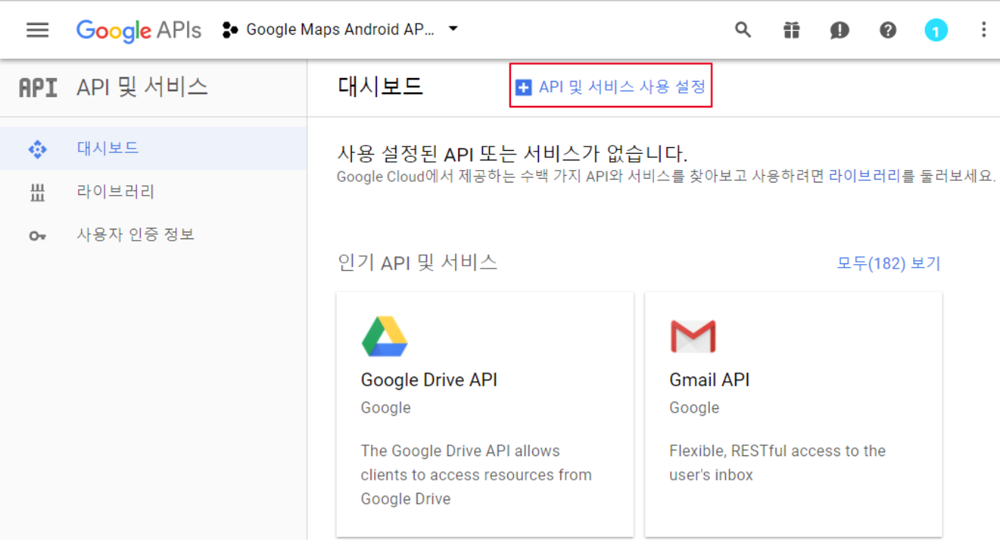 Google APIs Google Maps Android AP... 1
API API 및 서비스
대시보드 API 및 서비스 사용 설정
대시보드
라이브러리
사용자 인증 정보
사용 설정된 API 또는 서비스가 없습니다.
Google Cloud에서 제공하는 수백 가지 API와 서비스를 찾아보고 사용하려면 라이브러리를 둘러보세요.
인기 API 및 서비스 모두(182) 보기
Google Drive API
Google
The Google Drive API allows
clients to access resources from
Google Drive
Gmail API
Google
Flexible, RESTful access to the
user's inbox